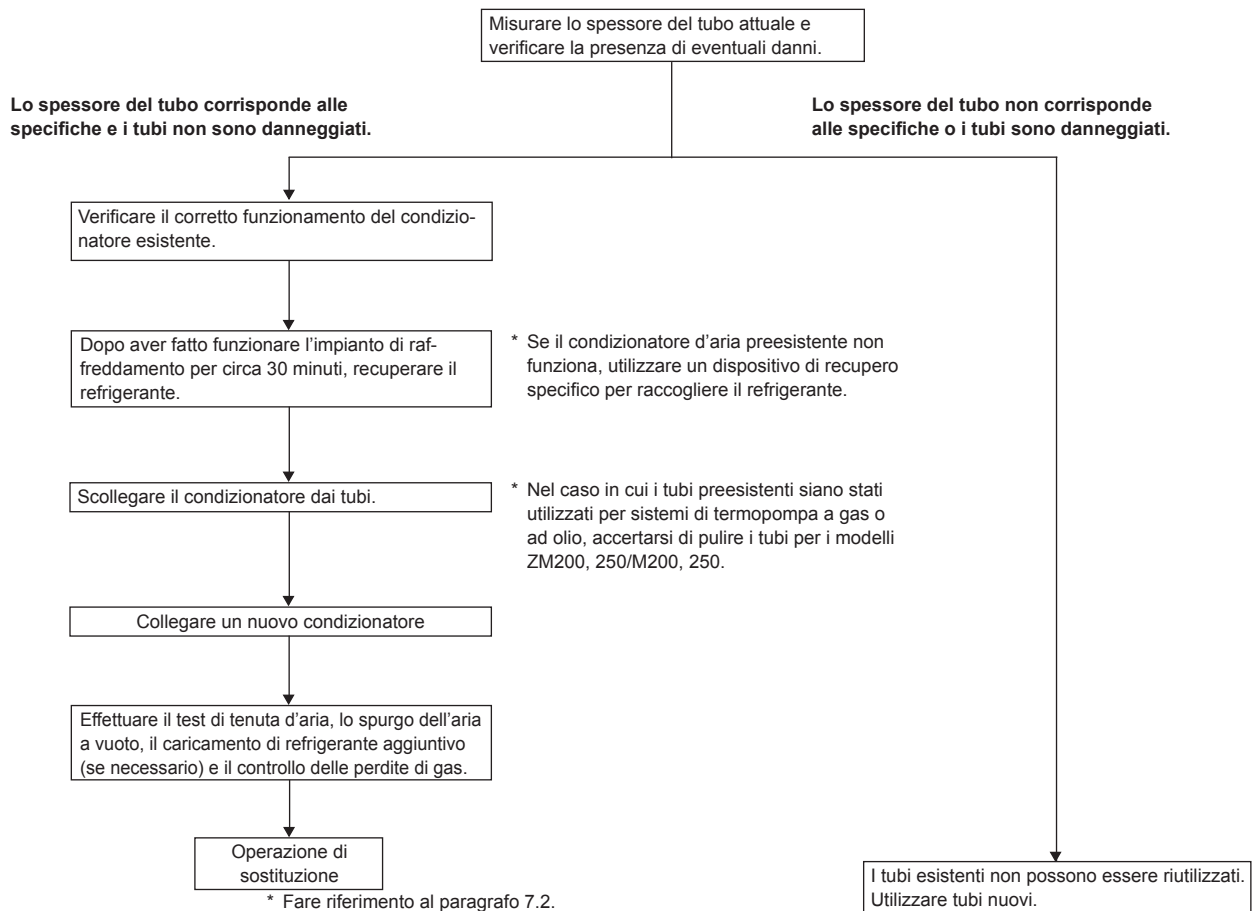 Misurare lo spessore del tubo attuale e
verificare la presenza di eventuali danni.
Lo spessore del tubo corrisponde alle
specifiche e i tubi non sono danneggiati.
Lo spessore del tubo non corrisponde
alle specifiche o i tubi sono danneggiati.
Verificare il corretto funzionamento del condizio-
natore esistente.
Dopo aver fatto funzionare l'impianto di raf-
freddamento per circa 30 minuti, recuperare il
refrigerante.
* Se il condizionatore d'aria preesistente non
funziona, utilizzare un dispositivo di recupero
specifico per raccogliere il refrigerante.
Scollegare il condizionatore dai tubi.
* Nel caso in cui i tubi preesistenti siano stati
utilizzati per sistemi di termopompa a gas o
ad olio, accertarsi di pulire i tubi per i modelli
ZM200, 250/M200, 250.
Collegare un nuovo condizionatore
Effettuare il test di tenuta d'aria, lo spurgo dell'aria
a vuoto, il caricamento di refrigerante aggiuntivo
(se necessario) e il controllo delle perdite di gas.
Operazione di
sostituzione
* Fare riferimento al paragrafo 7.2.
I tubi esistenti non possono essere riutilizzati.
Utilizzare tubi nuovi.